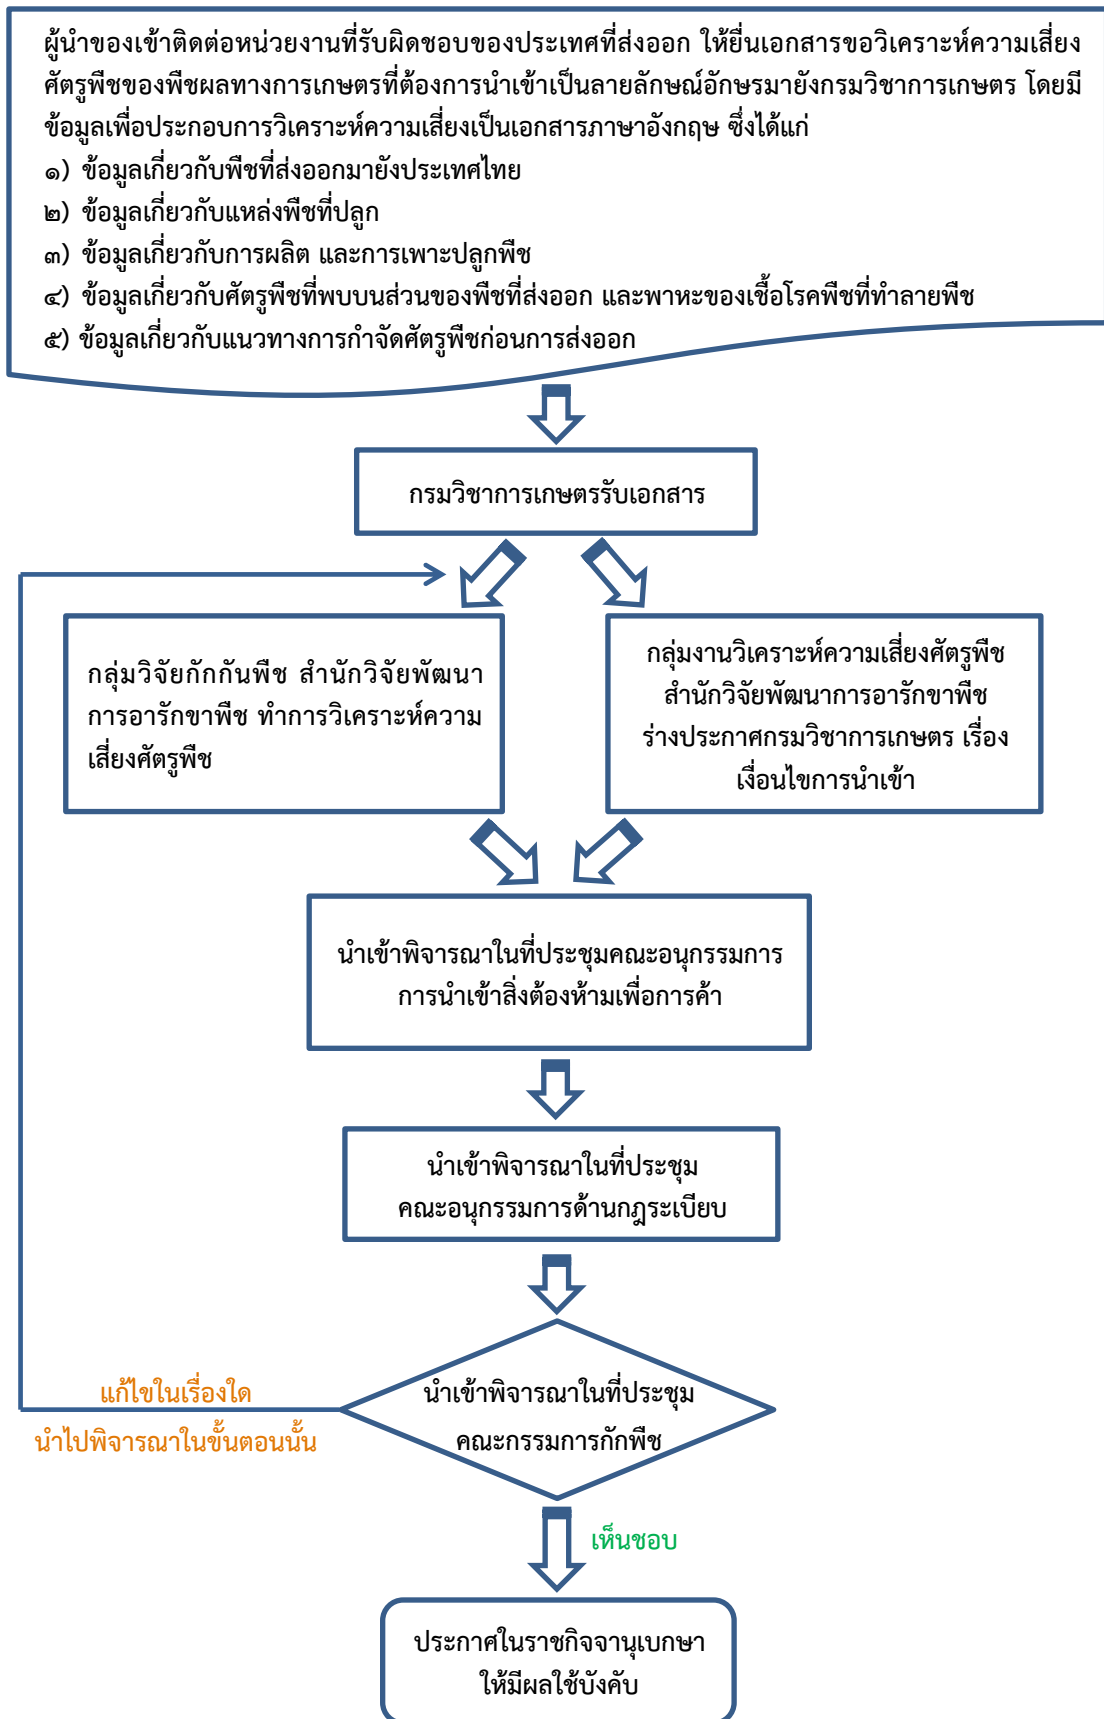 ผู้นำของเข้าติดต่อหน่วยงานที่รับผิดชอบของประเทศที่ส่งออก ให้ยื่นเอกสารขอวิเคราะห์ความเสี่ยง
ศัตรูพืชของพืชผลทางการเกษตรที่ต้องการนำเข้าเป็นลายลักษณ์อักษรมายังกรมวิชาการเกษตร โดยมี
ข้อมูลเพื่อประกอบการวิเคราะห์ความเสี่ยงเป็นเอกสารภาษาอังกฤษ ซึ่งได้แก่
๑) ข้อมูลเกี่ยวกับพืชที่ส่งออกมายังประเทศไทย
๒) ข้อมูลเกี่ยวกับแหล่งพืชที่ปลูก
๓) ข้อมูลเกี่ยวกับการผลิต และการเพาะปลูกพืช
๔) ข้อมูลเกี่ยวกับศัตรูพืชที่พบบนส่วนของพืชที่ส่งออก และพาหะของเชื้อโรคพืชที่ทำลายพืช
๕) ข้อมูลเกี่ยวกับแนวทางการกำจัดศัตรูพืชก่อนการส่งออก
กรมวิชาการเกษตรรับเอกสาร
กลุ่มวิจัยกักกันพืช สำนักวิจัยพัฒนา
การอารักขาพืช ทำการวิเคราะห์ความ
เสี่ยงศัตรูพืช
กลุ่มงานวิเคราะห์ความเสี่ยงศัตรูพืช
สำนักวิจัยพัฒนาการอารักขาพืช
ร่างประกาศกรมวิชาการเกษตร เรื่อง
เงื่อนไขการนำเข้า
นำเข้าพิจารณาในที่ประชุมคณะอนุกรรมการ
การนำเข้าสิ่งต้องห้ามเพื่อการค้า
นำเข้าพิจารณาในที่ประชุม
คณะอนุกรรมการด้านกฎระเบียบ
แก้ไขในเรื่องใด
นำไปพิจารณาในขั้นตอนนั้น
นำเข้าพิจารณาในที่ประชุม
คณะกรรมการกักพืช
เห็นชอบ
ประกาศในราชกิจจานุเบกษา
ให้มีผลใช้บังคับ